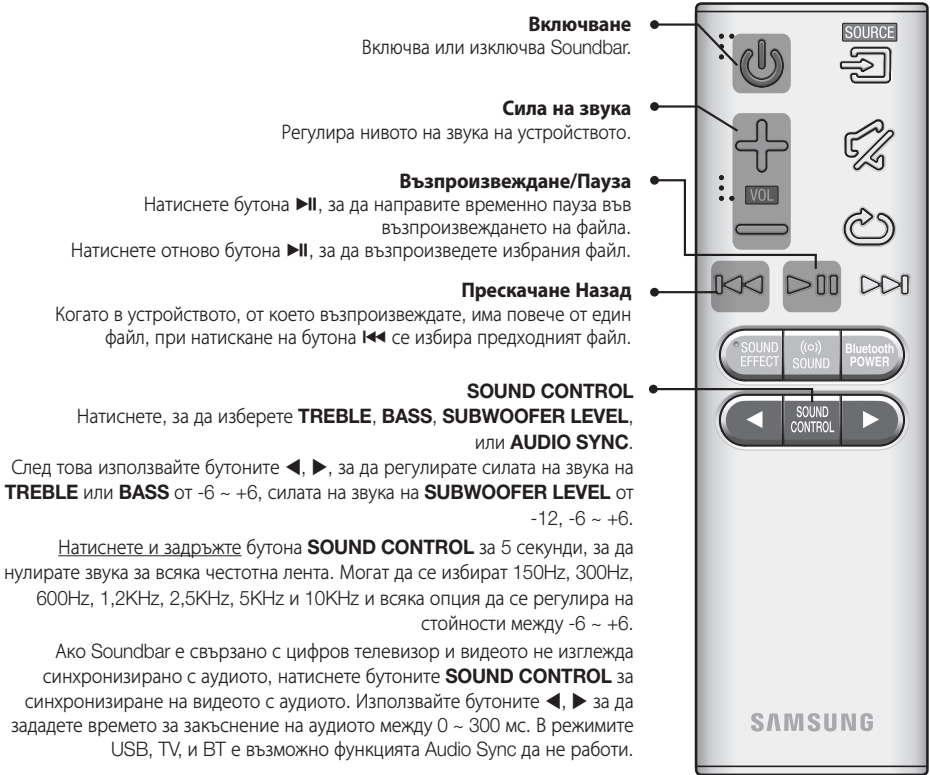 Включване
Включва или изключва Soundbar.
Сила на звука
Регулира нивото на звука на устройството.
Възпроизвеждане/Пауза
Натиснете бутона ►II, за да направите временно пауза във
възпроизвеждането на файла.
Натиснете отново бутона ►II, за да възпроизведете избрания файл.
Прескачане Назад
Когато в устройството, от което възпроизвеждате, има повече от един
файл, при натискане на бутона I◄◄ се избира предходният файл.
SOUND CONTROL
Натиснете, за да изберете TREBLE, BASS, SUBWOOFER LEVEL,
или AUDIO SYNC.
След това използвайте бутоните ◄, ►, за да регулирате силата на звука на
TREBLE или BASS от -6 ~ +6, силата на звука на SUBWOOFER LEVEL от
-12, -6 ~ +6.
Натиснете и задръжте бутона SOUND CONTROL за 5 секунди, за да
нулирате звука за всяка честотна лента. Могат да се избират 150Hz, 300Hz,
600Hz, 1,2KHz, 2,5KHz, 5KHz и 10KHz и всяка опция да се регулира на
стойности между -6 ~ +6.
Ако Soundbar е свързано с цифров телевизор и видеото не изглежда
синхронизирано с аудиото, натиснете бутоните SOUND CONTROL за
синхронизиране на видеото с аудиото. Използвайте бутоните ◄, ► за да
зададете времето за закъснение на аудиото между 0 ~ 300 мс. В режимите
USB, TV, и BT е възможно функцията Audio Sync да не работи.
SOURCE
VOL
SOUND
EFFECT
SOUND
Bluetooth
POWER
SOUND
CONTROL
SAMSUNG